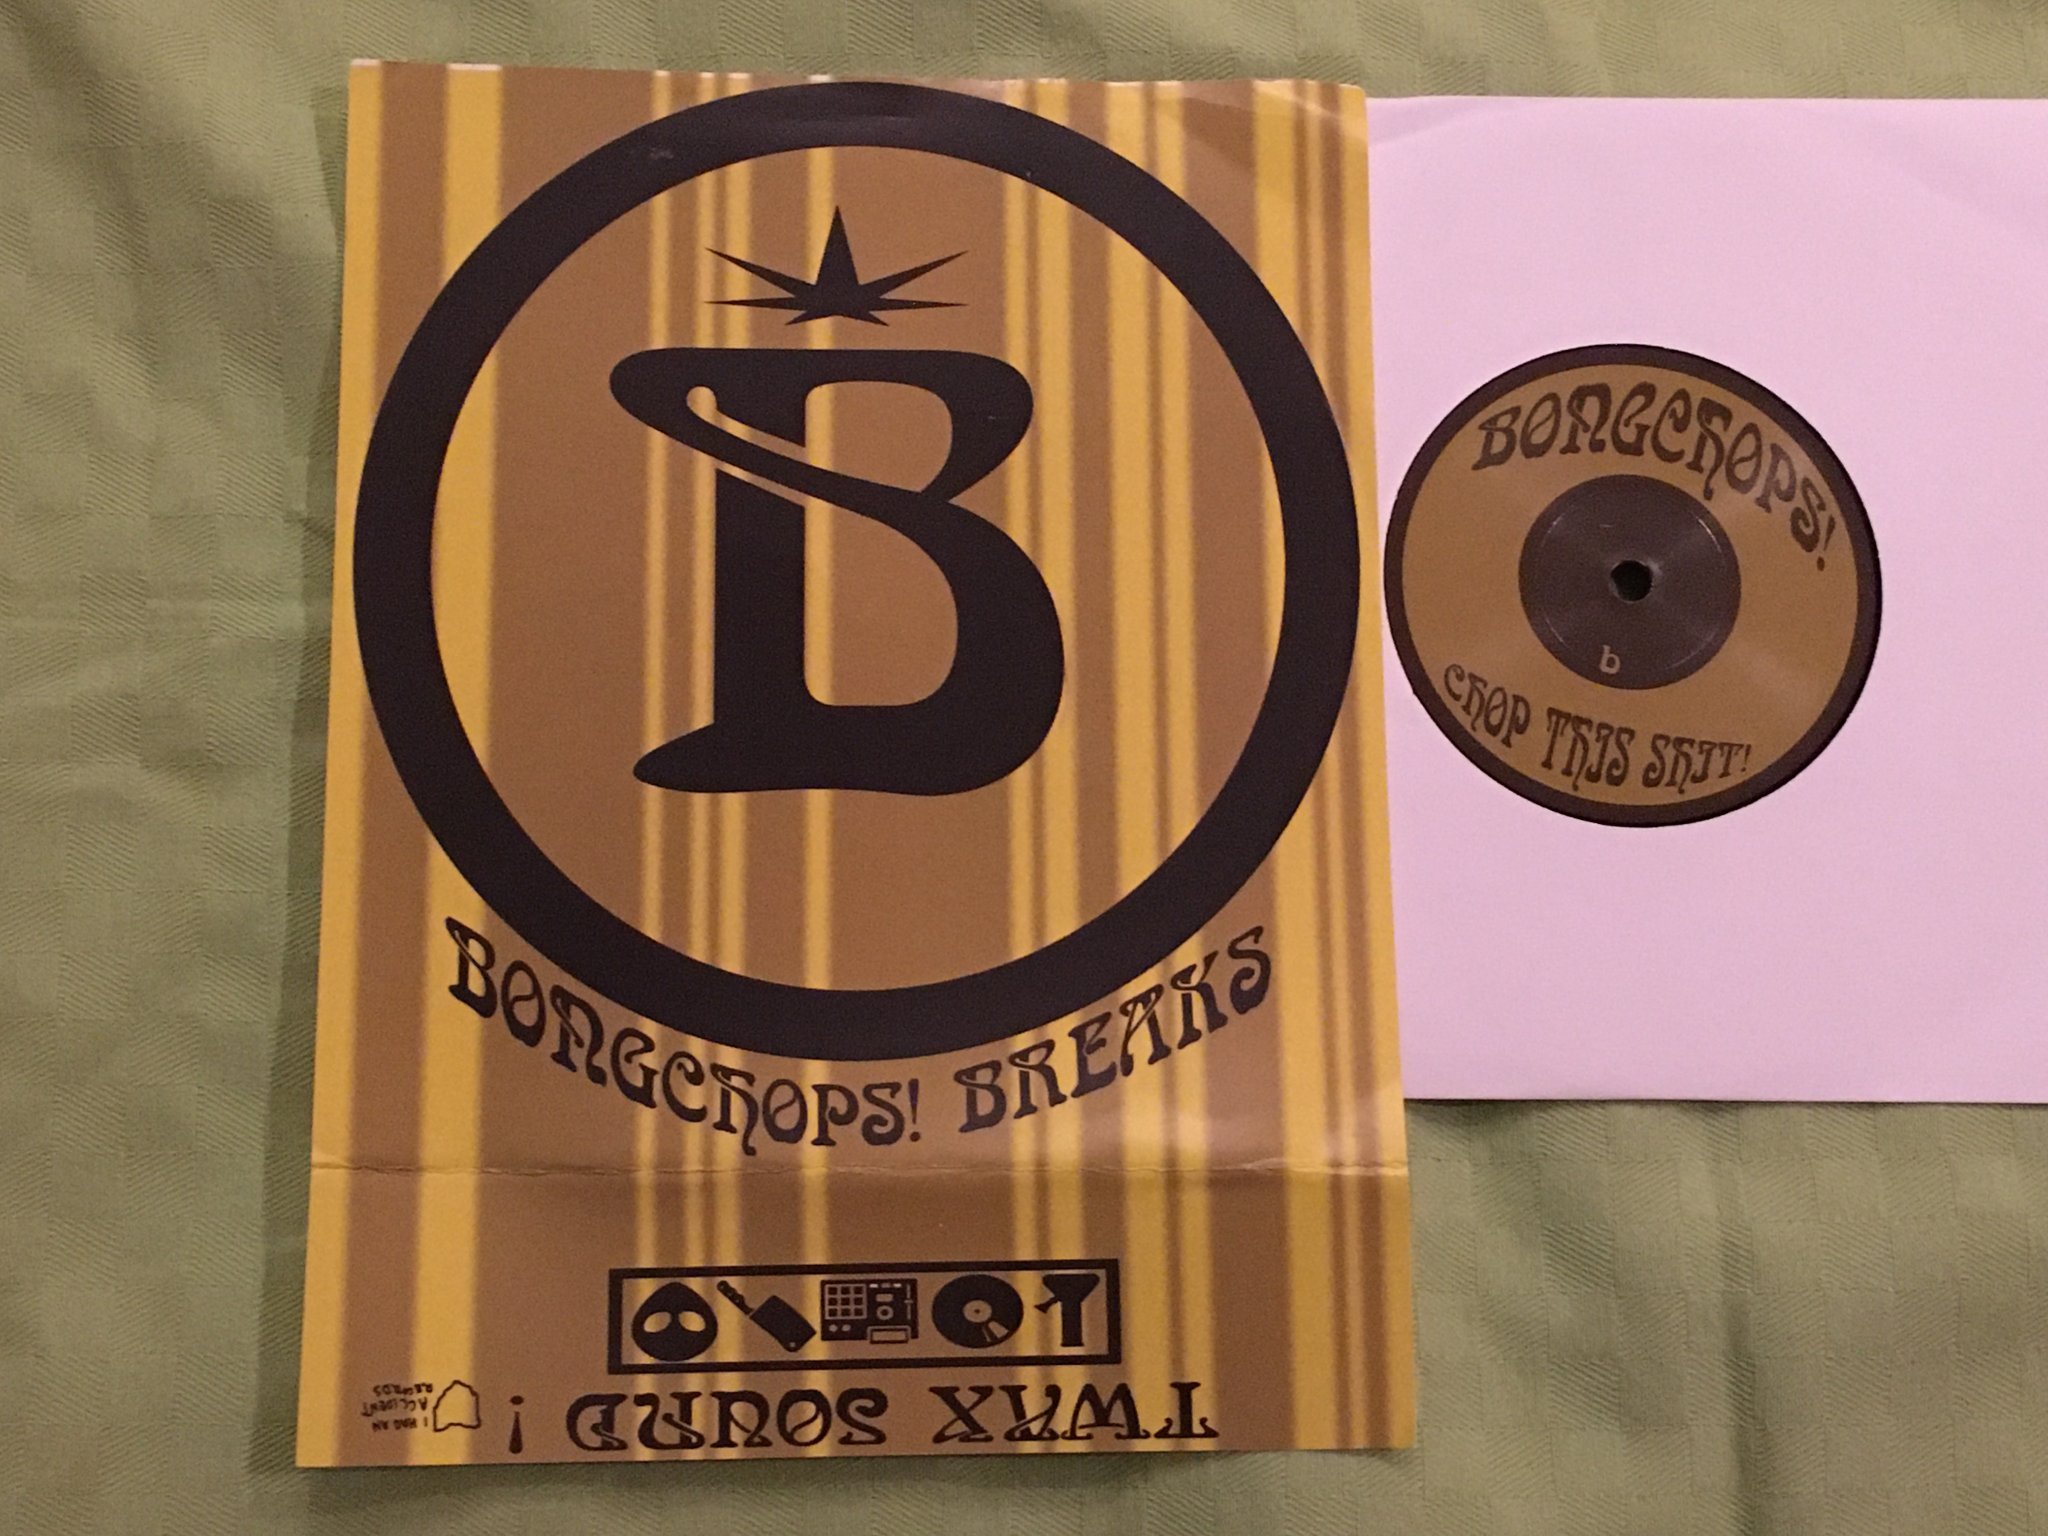 B
BONGCHOPS! BREAKS
TWAX SOUND!
I HAD AN
ACCIDENT
RECORDS
BONGCHOPS!
b
CHOP THIS SHIT!